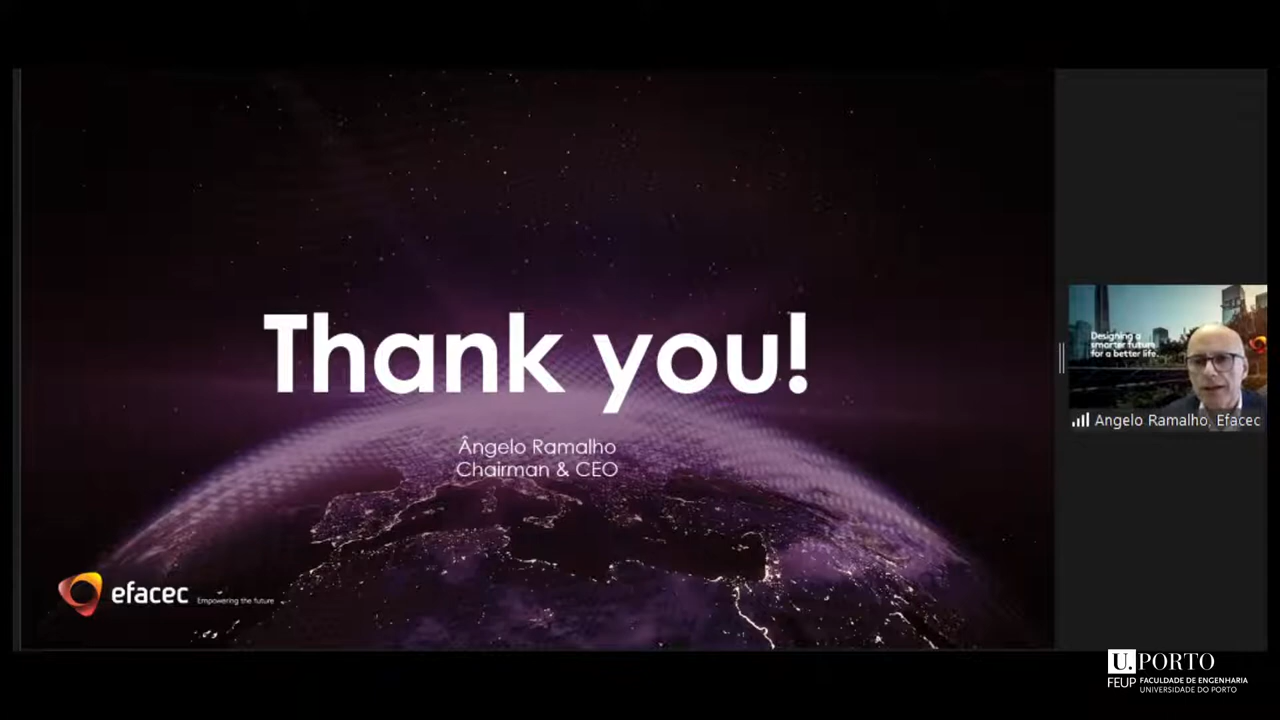 Thank you!
Ângelo Ramalho
Chairman & CEO
efacec Empowering the future
Designing a
smarter future
for a better life.
Angelo Ramalho, Efacec
U. PORTO
FEUP FACULDADE DE ENGENHARIA
UNIVERSIDADE DO PORTO